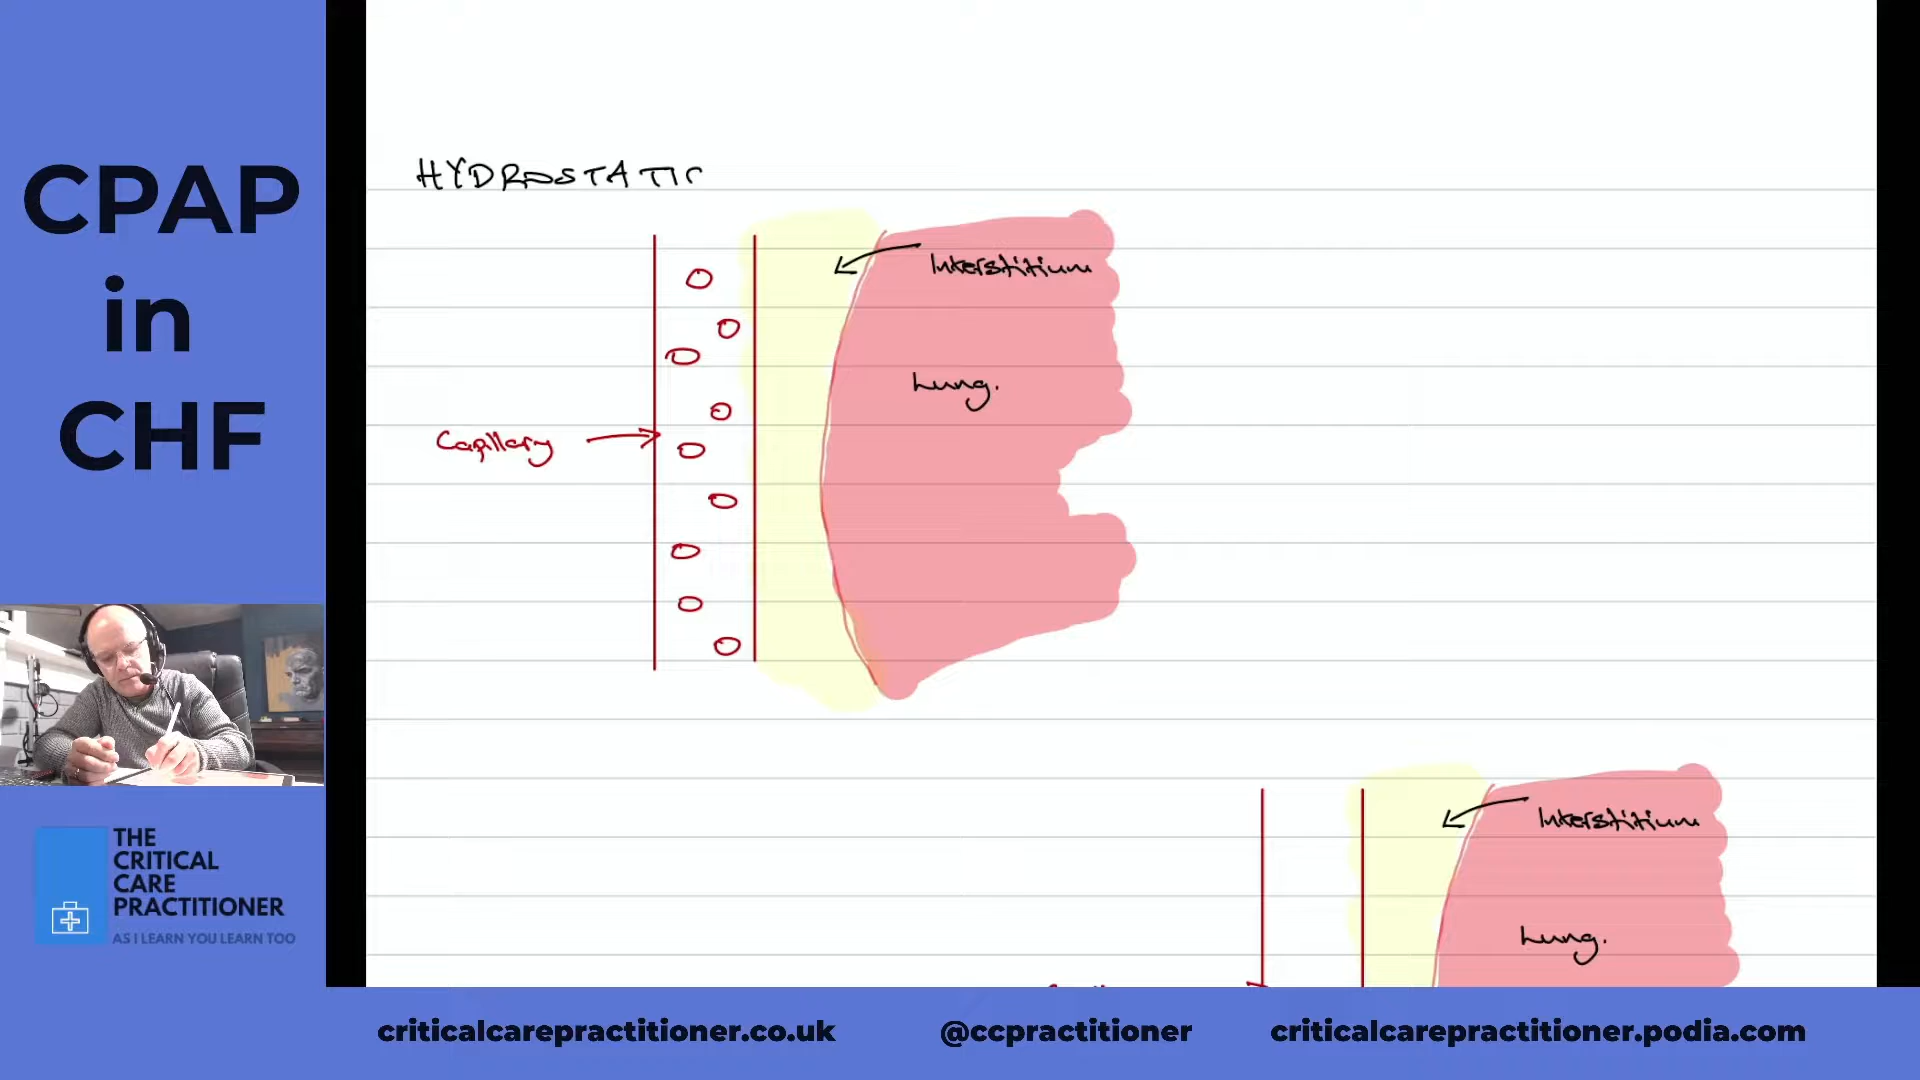 CPAP
in
CHF
HYDROSTATIC
Interstitium
Lung.
Capillary
Interstitium
Lung.
THE
CRITICAL
CARE
PRACTITIONER
AS I LEARN YOU LEARN TOO
criticalcarepractitioner.co.uk
@ccpractitioner
criticalcarepractitioner.podia.com